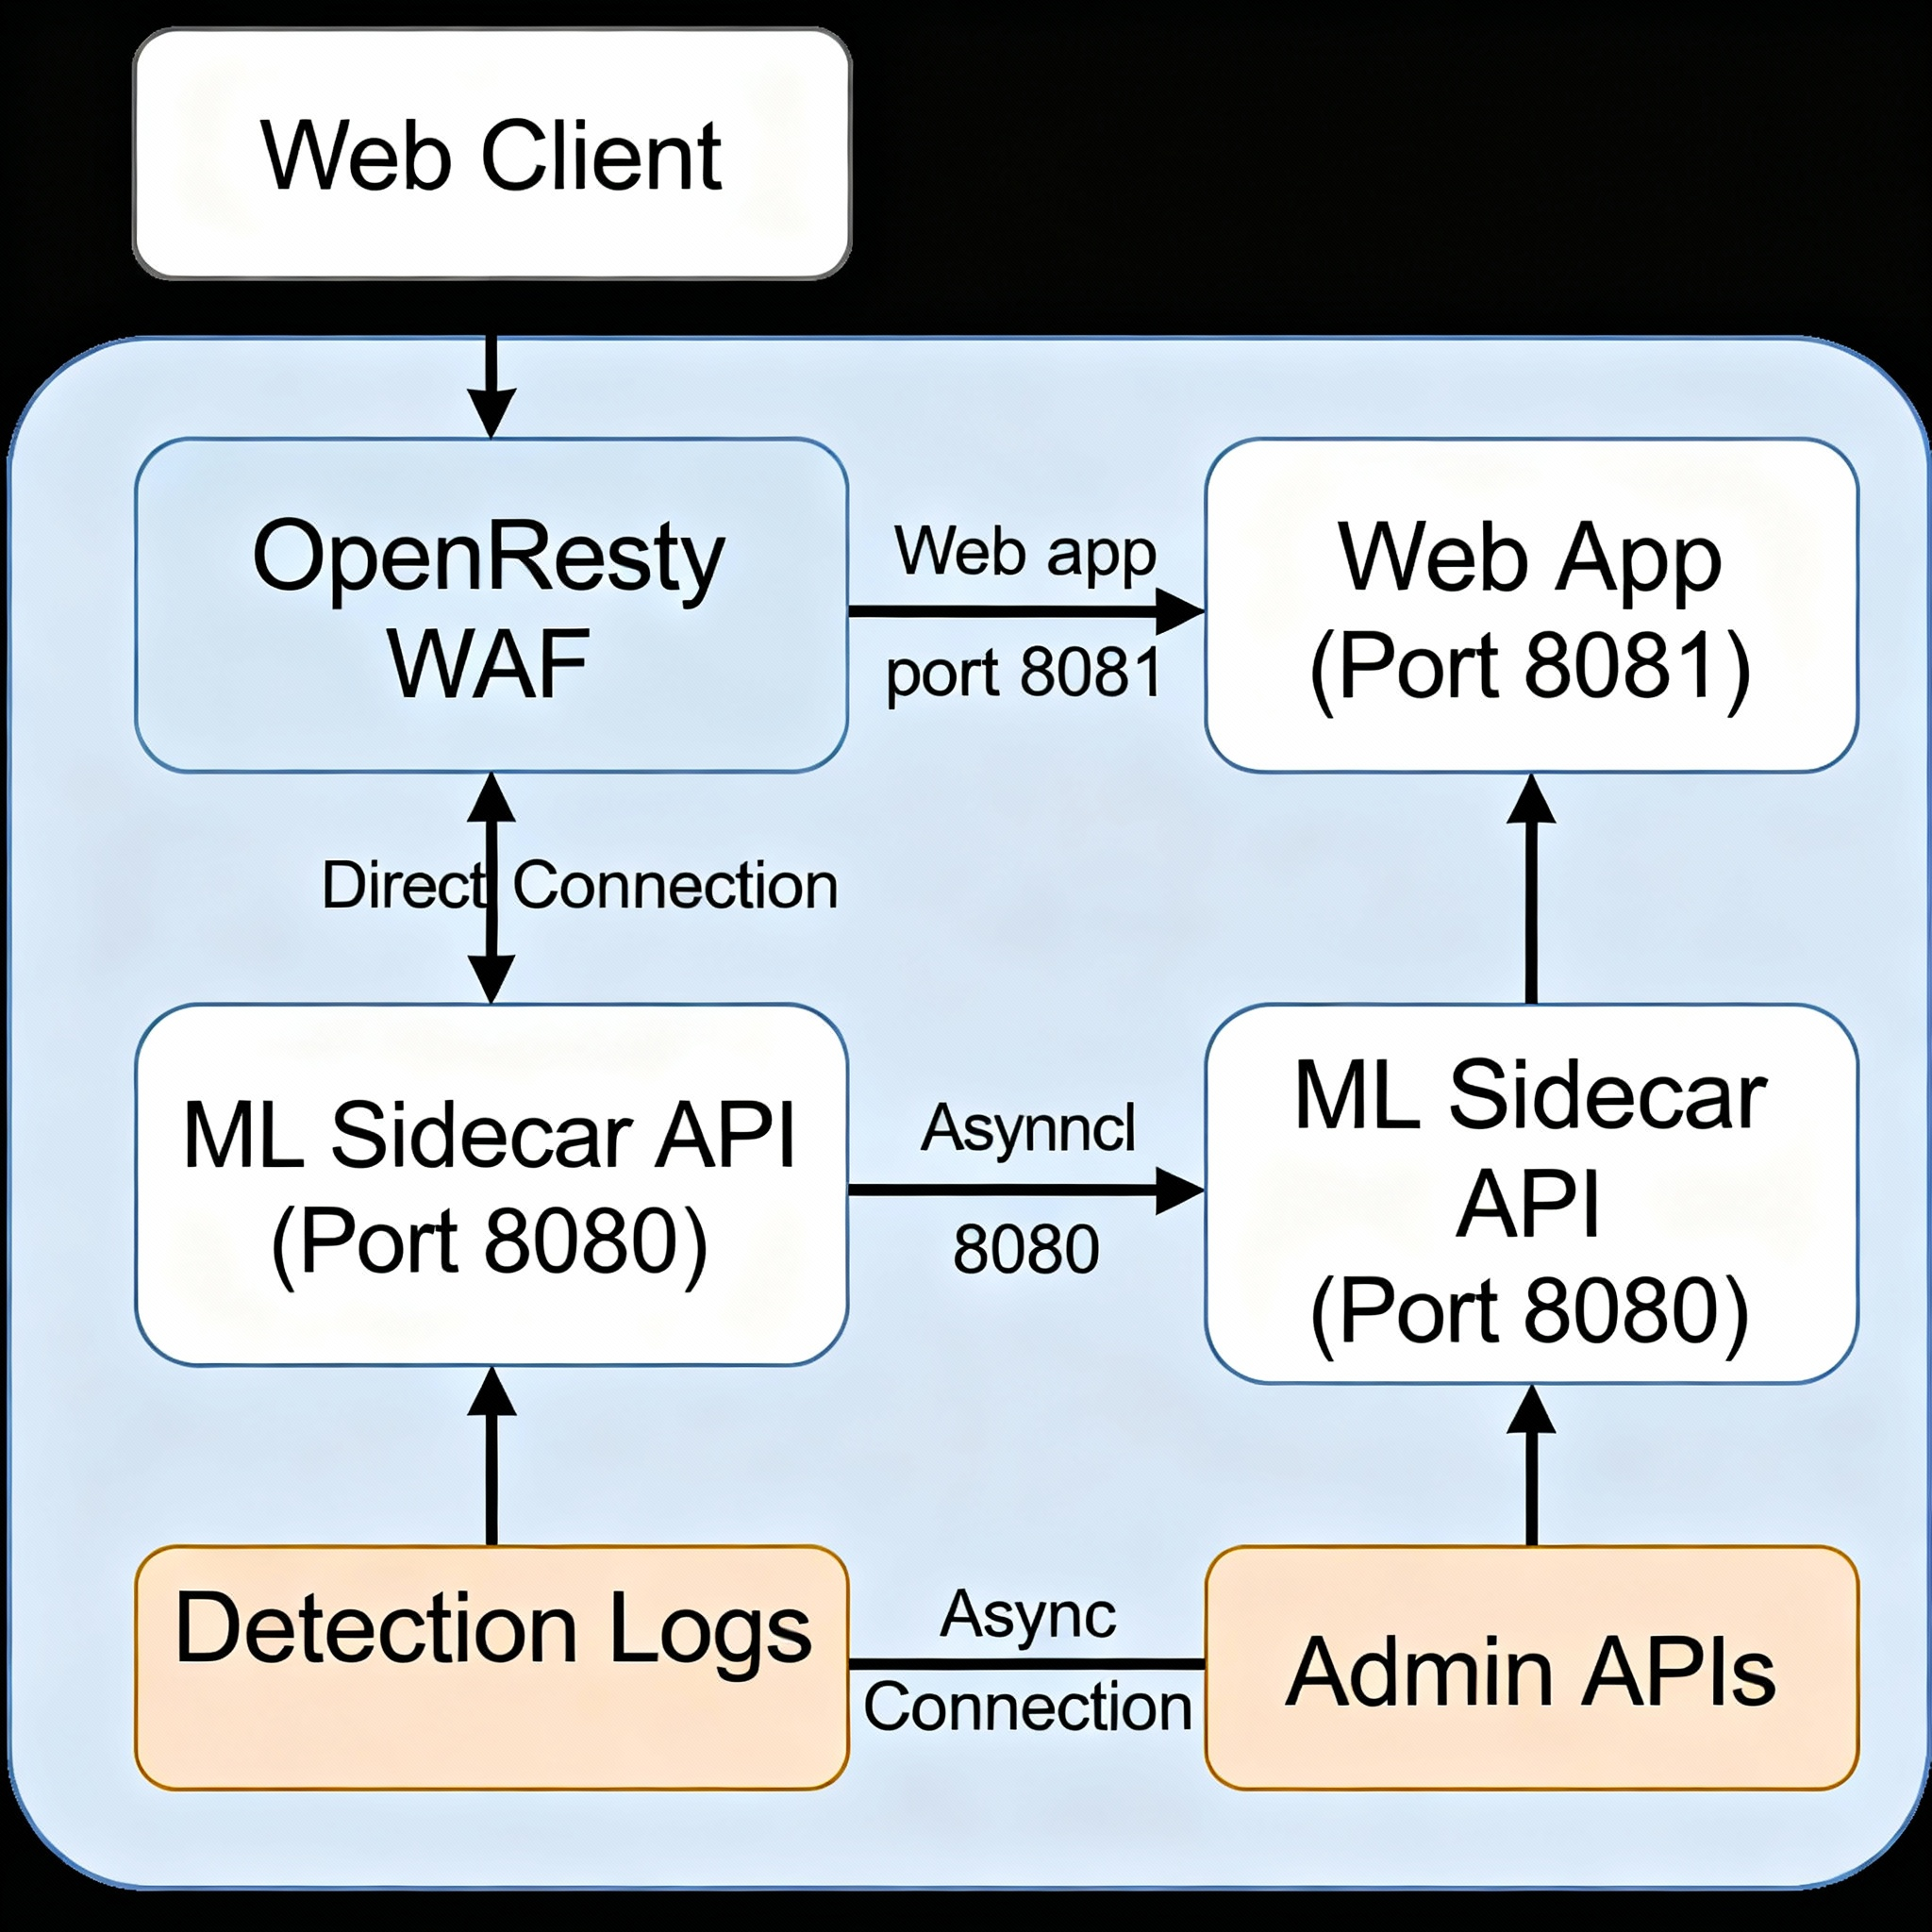 Web Client
OpenResty
WAF
Web app
port 8081
Web App
(Port 8081)
Direct Connection
ML Sidecar API
(Port 8080)
Asynncl
8080
ML Sidecar
API
(Port 8080)
Detection Logs
Async
Connection
Admin APIs